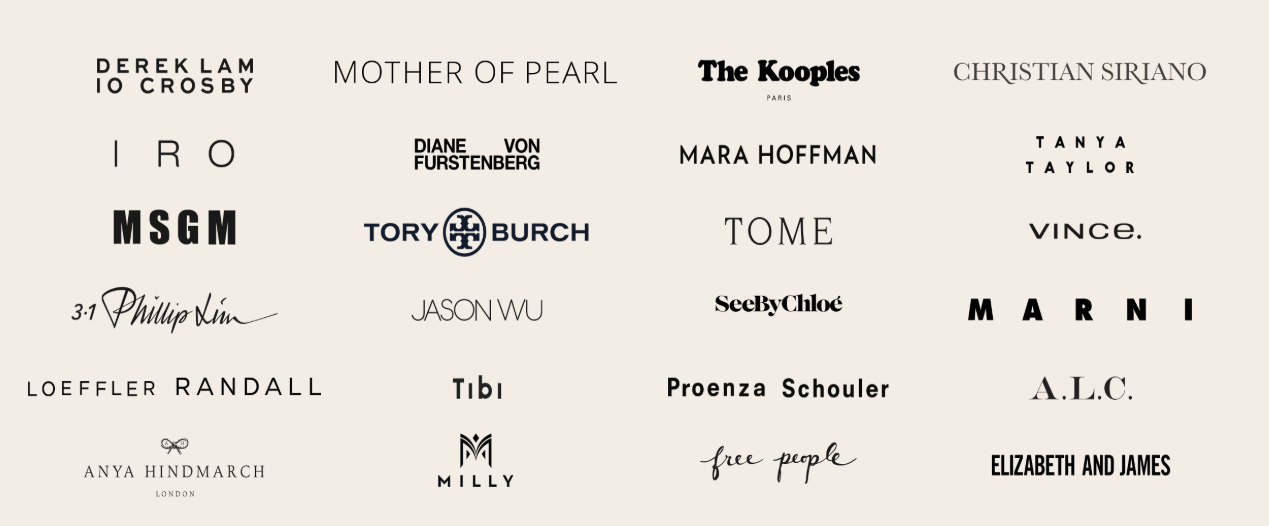 DEREK LAM
10 CROSBY
MOTHER OF PEARL
The Kooples
PARIS
CHRISTIAN SIRIANO
IRO
DIANE VON
FURSTENBERG
MARA HOFFMAN
TANYA
TAYLOR
MSGM
TORY BURCH
TOME
VINCE.
3·1 Phillip Lim
JASON WU
SeeByChloé
MARNI
LOEFFLER RANDALL
Tibi
Proenza Schouler
A.L.C.
ANYA HINDMARCH
LONDON
MILLY
free people
ELIZABETH AND JAMES